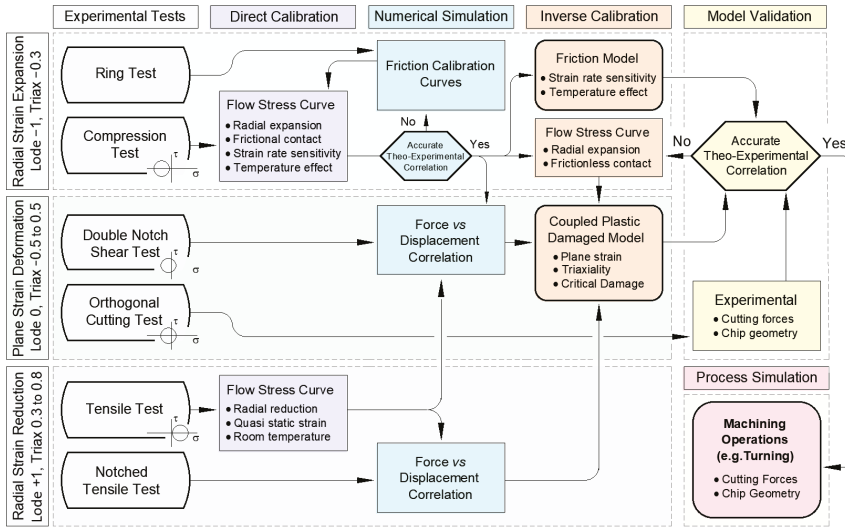 Experimental Tests
Direct Calibration
Numerical Simulation
Inverse Calibration
Model Validation
Radial Strain Expansion
Lode −1, Triax −0.3
Ring Test
Friction Calibration
Curves
Friction Model
● Strain rate sensitivity
● Temperature effect
Compression
Test
τ
σ
Flow Stress Curve
● Radial expansion
● Frictional contact
● Strain rate sensitivity
● Temperature effect
No
Accurate
Theo-Experimental
Correlation
Yes
Flow Stress Curve
● Radial expansion
● Frictionless contact
No
Accurate
Theo-Experimental
Correlation
Yes
Plane Strain Deformation
Lode 0, Triax −0.5 to 0.5
Double Notch
Shear Test
τ
σ
Force vs
Displacement
Correlation
Coupled Plastic
Damaged Model
● Plane strain
● Triaxiality
● Critical Damage
Orthogonal
Cutting Test
τ
σ
Experimental
● Cutting forces
● Chip geometry
Radial Strain Reduction
Lode +1, Triax 0.3 to 0.8
Tensile Test
τ
σ
Flow Stress Curve
● Radial reduction
● Quasi static strain
● Room temperature
Notched
Tensile Test
Force vs
Displacement
Correlation
Process Simulation
Machining
Operations
(e.g.Turning)
● Cutting Forces
● Chip Geometry